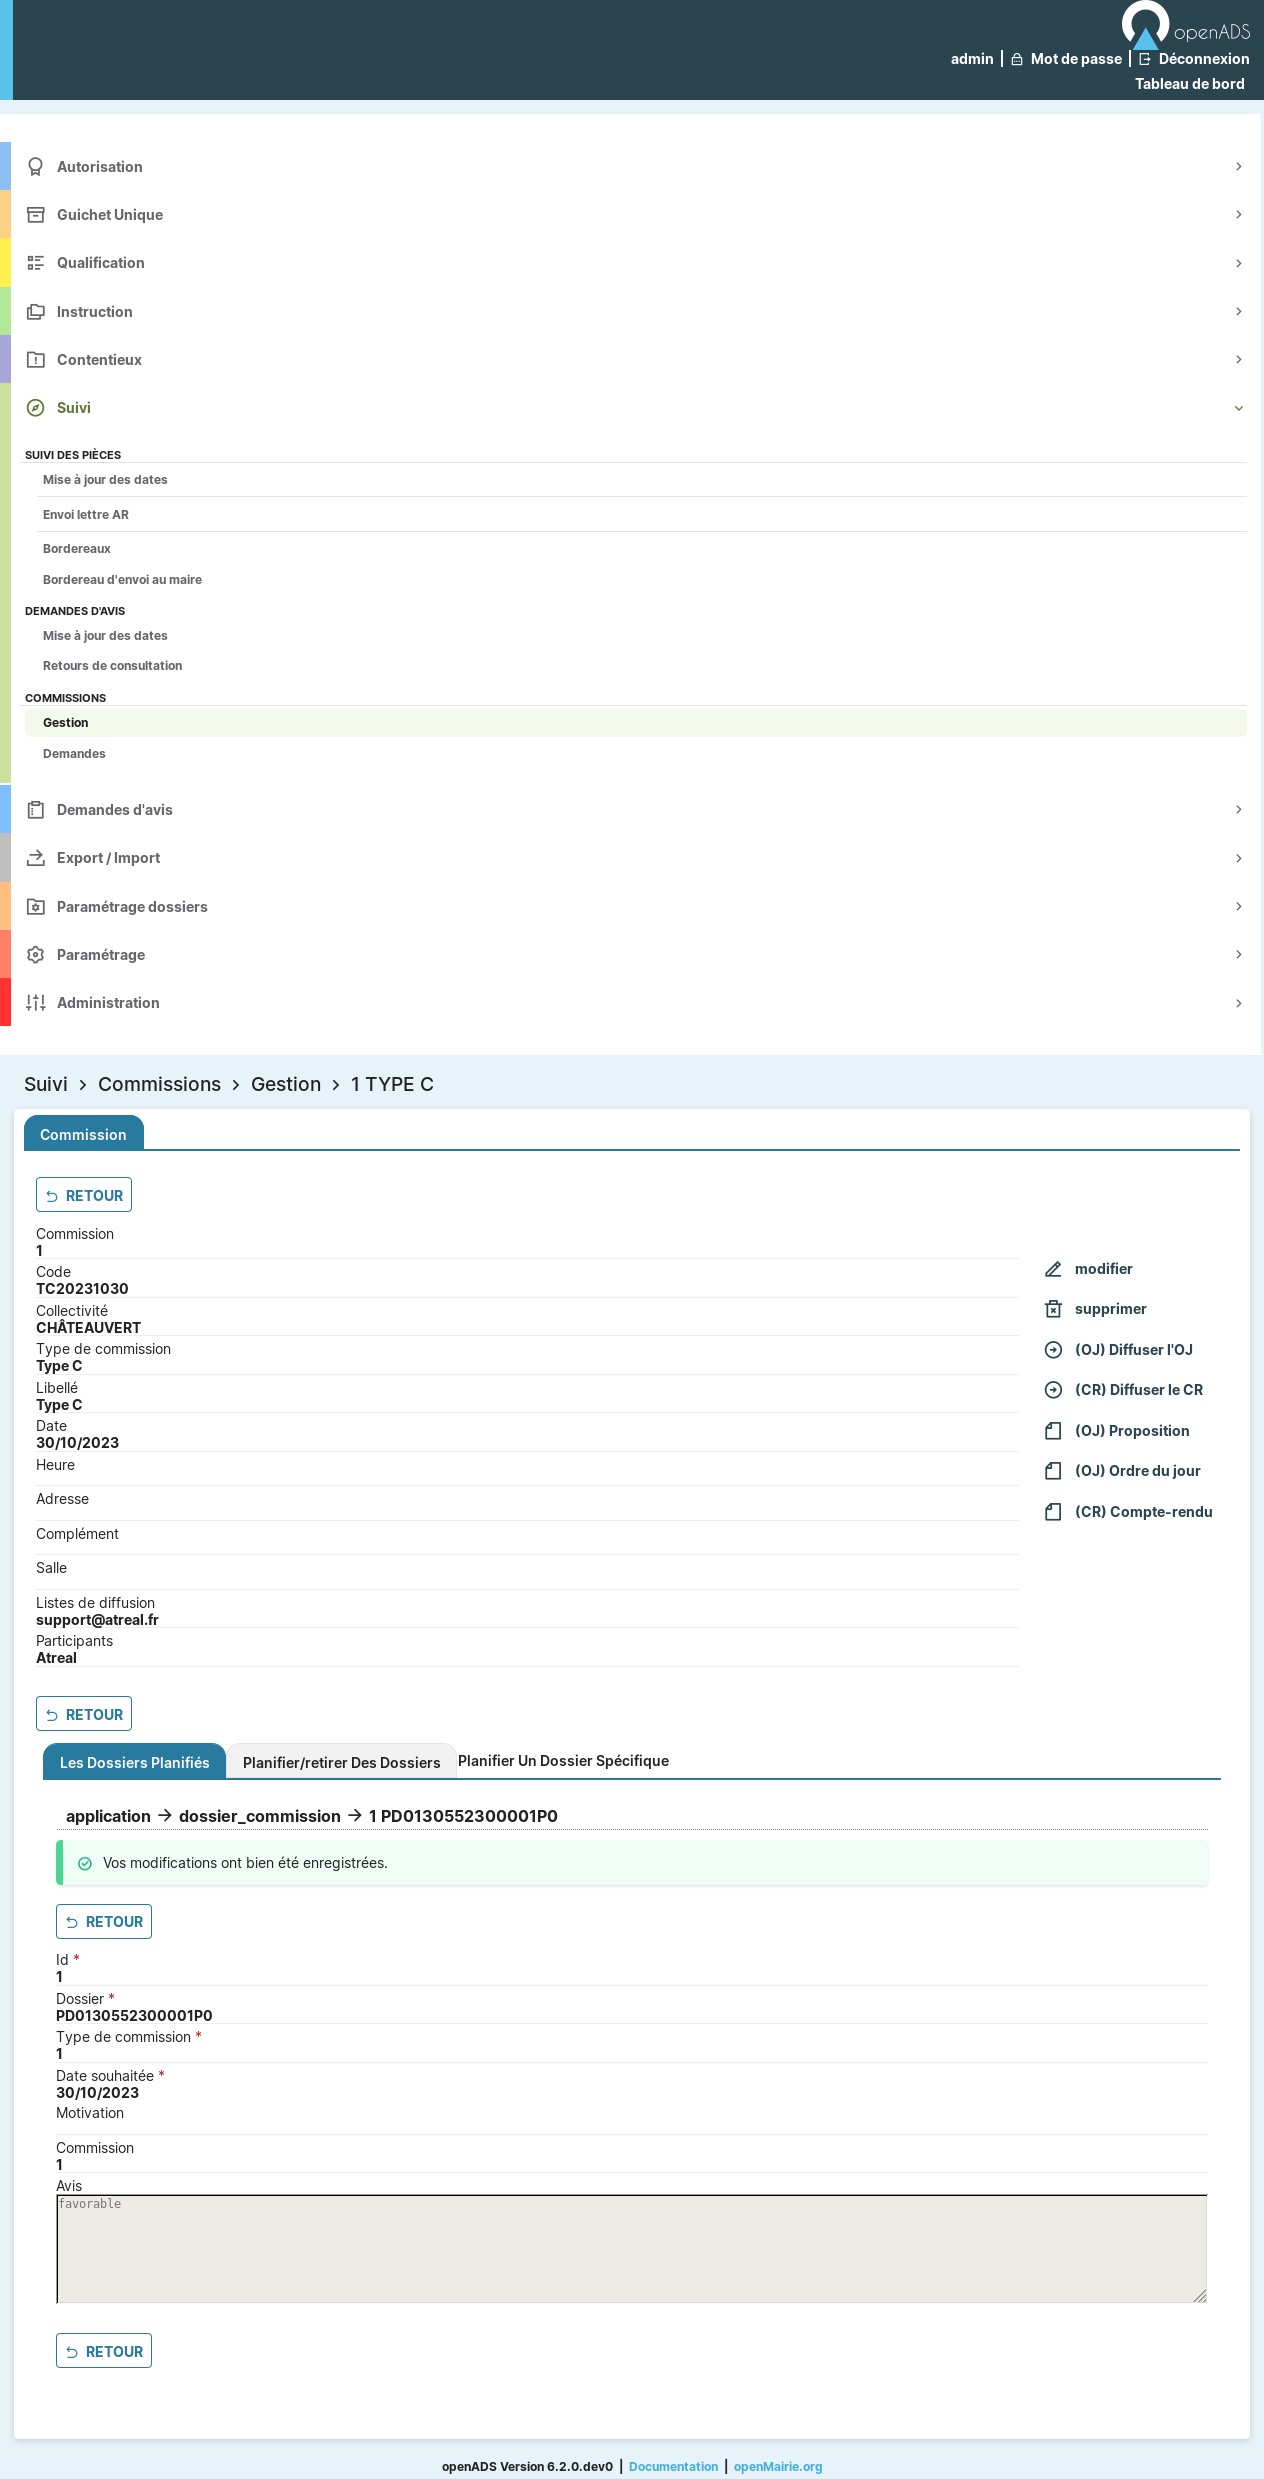 openADS
admin | Mot de passe | Déconnexion
Tableau de bord
Autorisation
Guichet Unique
Qualification
Instruction
Contentieux
Suivi
SUIVI DES PIÈCES
Mise à jour des dates
Envoi lettre AR
Bordereaux
Bordereau d'envoi au maire
DEMANDES D'AVIS
Mise à jour des dates
Retours de consultation
COMMISSIONS
Gestion
Demandes
Demandes d'avis
Export / Import
Paramétrage dossiers
Paramétrage
Administration
Suivi > Commissions > Gestion > 1 TYPE C
Commission
RETOUR
Commission
1
Code
TC20231030
Collectivité
CHÂTEAUVERT
Type de commission
Type C
Libellé
Type C
Date
30/10/2023
Heure
Adresse
Complément
Salle
Listes de diffusion
support@atreal.fr
Participants
Atreal
modifier
supprimer
(OJ) Diffuser l'OJ
(CR) Diffuser le CR
(OJ) Proposition
(OJ) Ordre du jour
(CR) Compte-rendu
RETOUR
Les Dossiers Planifiés Planifier/retirer Des Dossiers Planifier Un Dossier Spécifique
application → dossier_commission → 1 PD0130552300001P0
Vos modifications ont bien été enregistrées.
RETOUR
Id *
1
Dossier *
PD0130552300001P0
Type de commission *
1
Date souhaitée *
30/10/2023
Motivation
Commission
1
Avis
favorable
RETOUR
openADS Version 6.2.0.dev0 | Documentation | openMairie.org